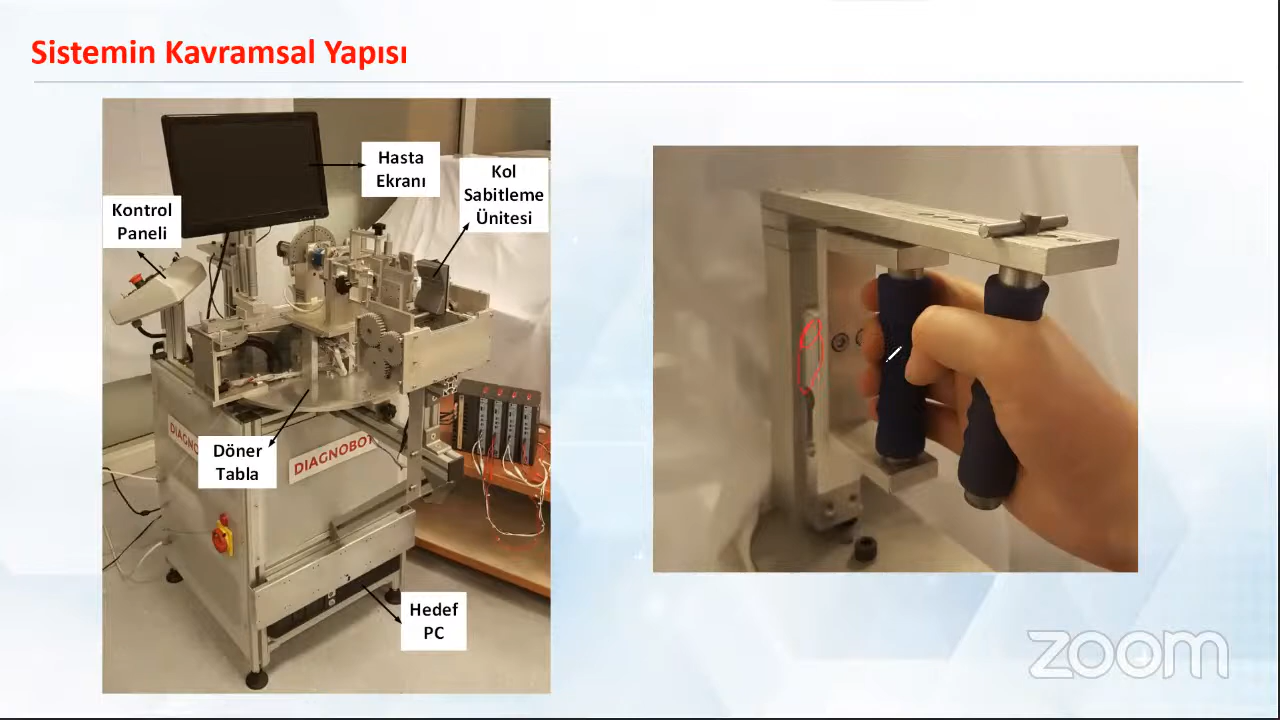 Sistemin Kavramsal Yapısı
Hasta
Ekranı
Kol
Sabitleme
Ünitesi
Kontrol
Paneli
Döner
Tabla
DIAGNOBOT
Hedef
PC
zoom